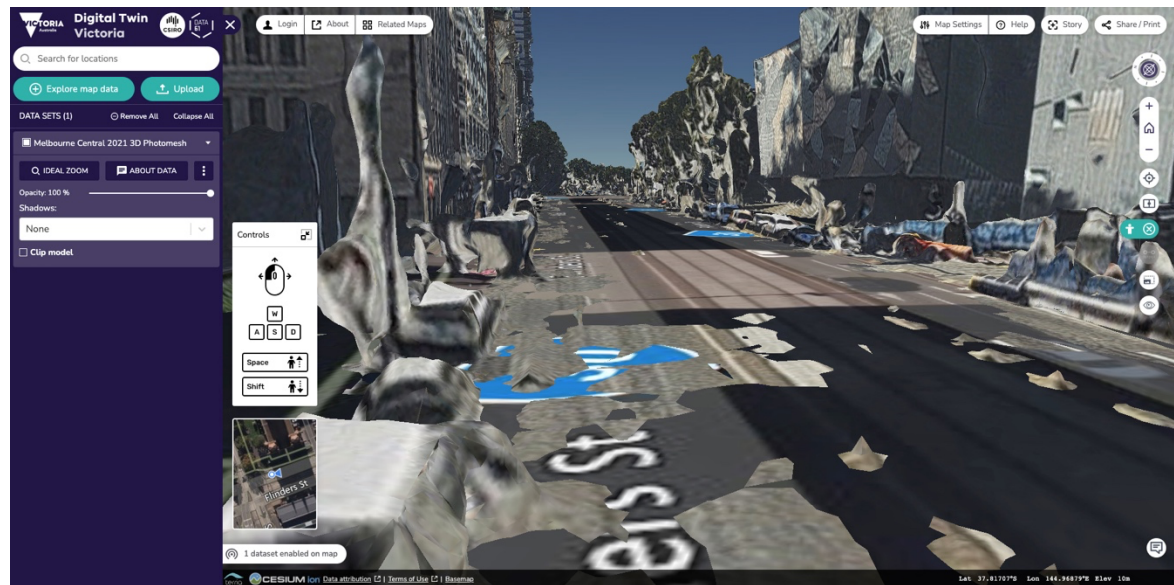 VICTORIA
Australia
Digital Twin
Victoria
CSIRO
DATA
61
Login
About
Related Maps
Map Settings
Help
Story
Share / Print
Search for locations
Explore map data
Upload
DATA SETS (1)
Remove All
Collapse All
Melbourne Central 2021 3D Photomesh
IDEAL ZOOM
ABOUT DATA
Opacity: 100 %
Shadows:
None
Clip model
Controls
W
A S D
Space
Shift
Flinders St
ers St
1 dataset enabled on map
terria
CESIUM ion Data attribution | Terms of Use | Basemap
Lat 37.81707°S Lon 144.96879°E Elev 10m